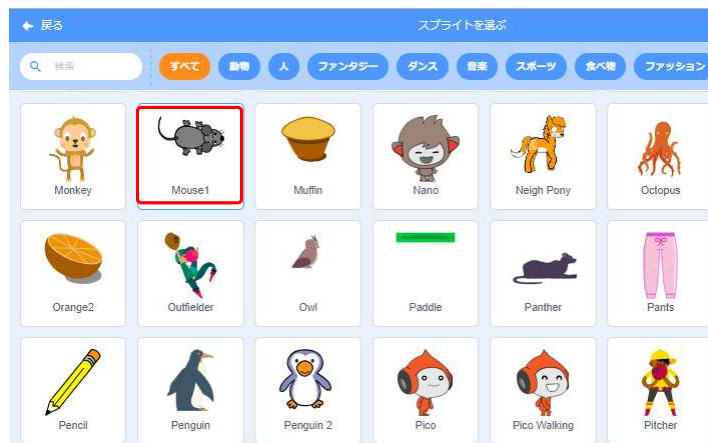 戻る
スプライトを選ぶ
検索
すべて 動物 人 ファンタジー ダンス 音楽 スポーツ 食べ物 ファッション
Monkey Mouse1 Muffin Nano Neigh Pony Octopus
Orange2 Outfielder Owl Paddle Panther Pants
Pencil Penguin Penguin 2 Pico Pico Walking Pitcher